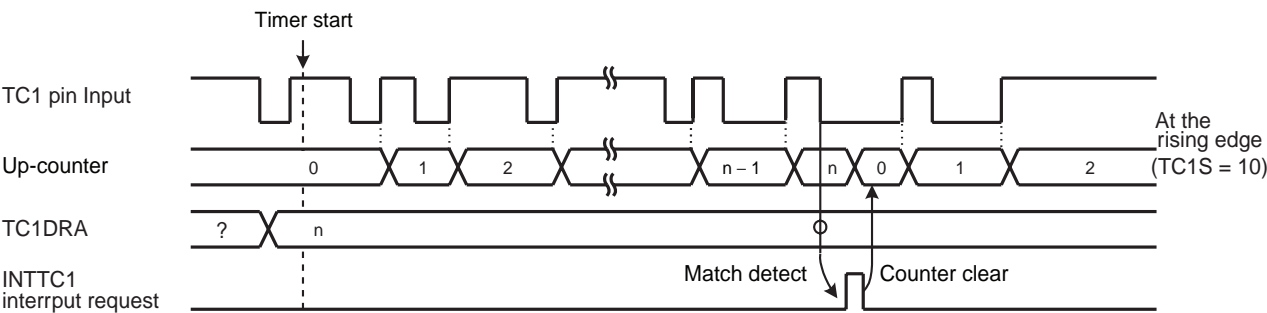 Timer start
TC1 pin Input
At the
rising edge
(TC1S = 10)
Up-counter 0 1 2 n – 1 n 0 1 2
TC1DRA ? n
Match detect Counter clear
INTTC1
interrput request